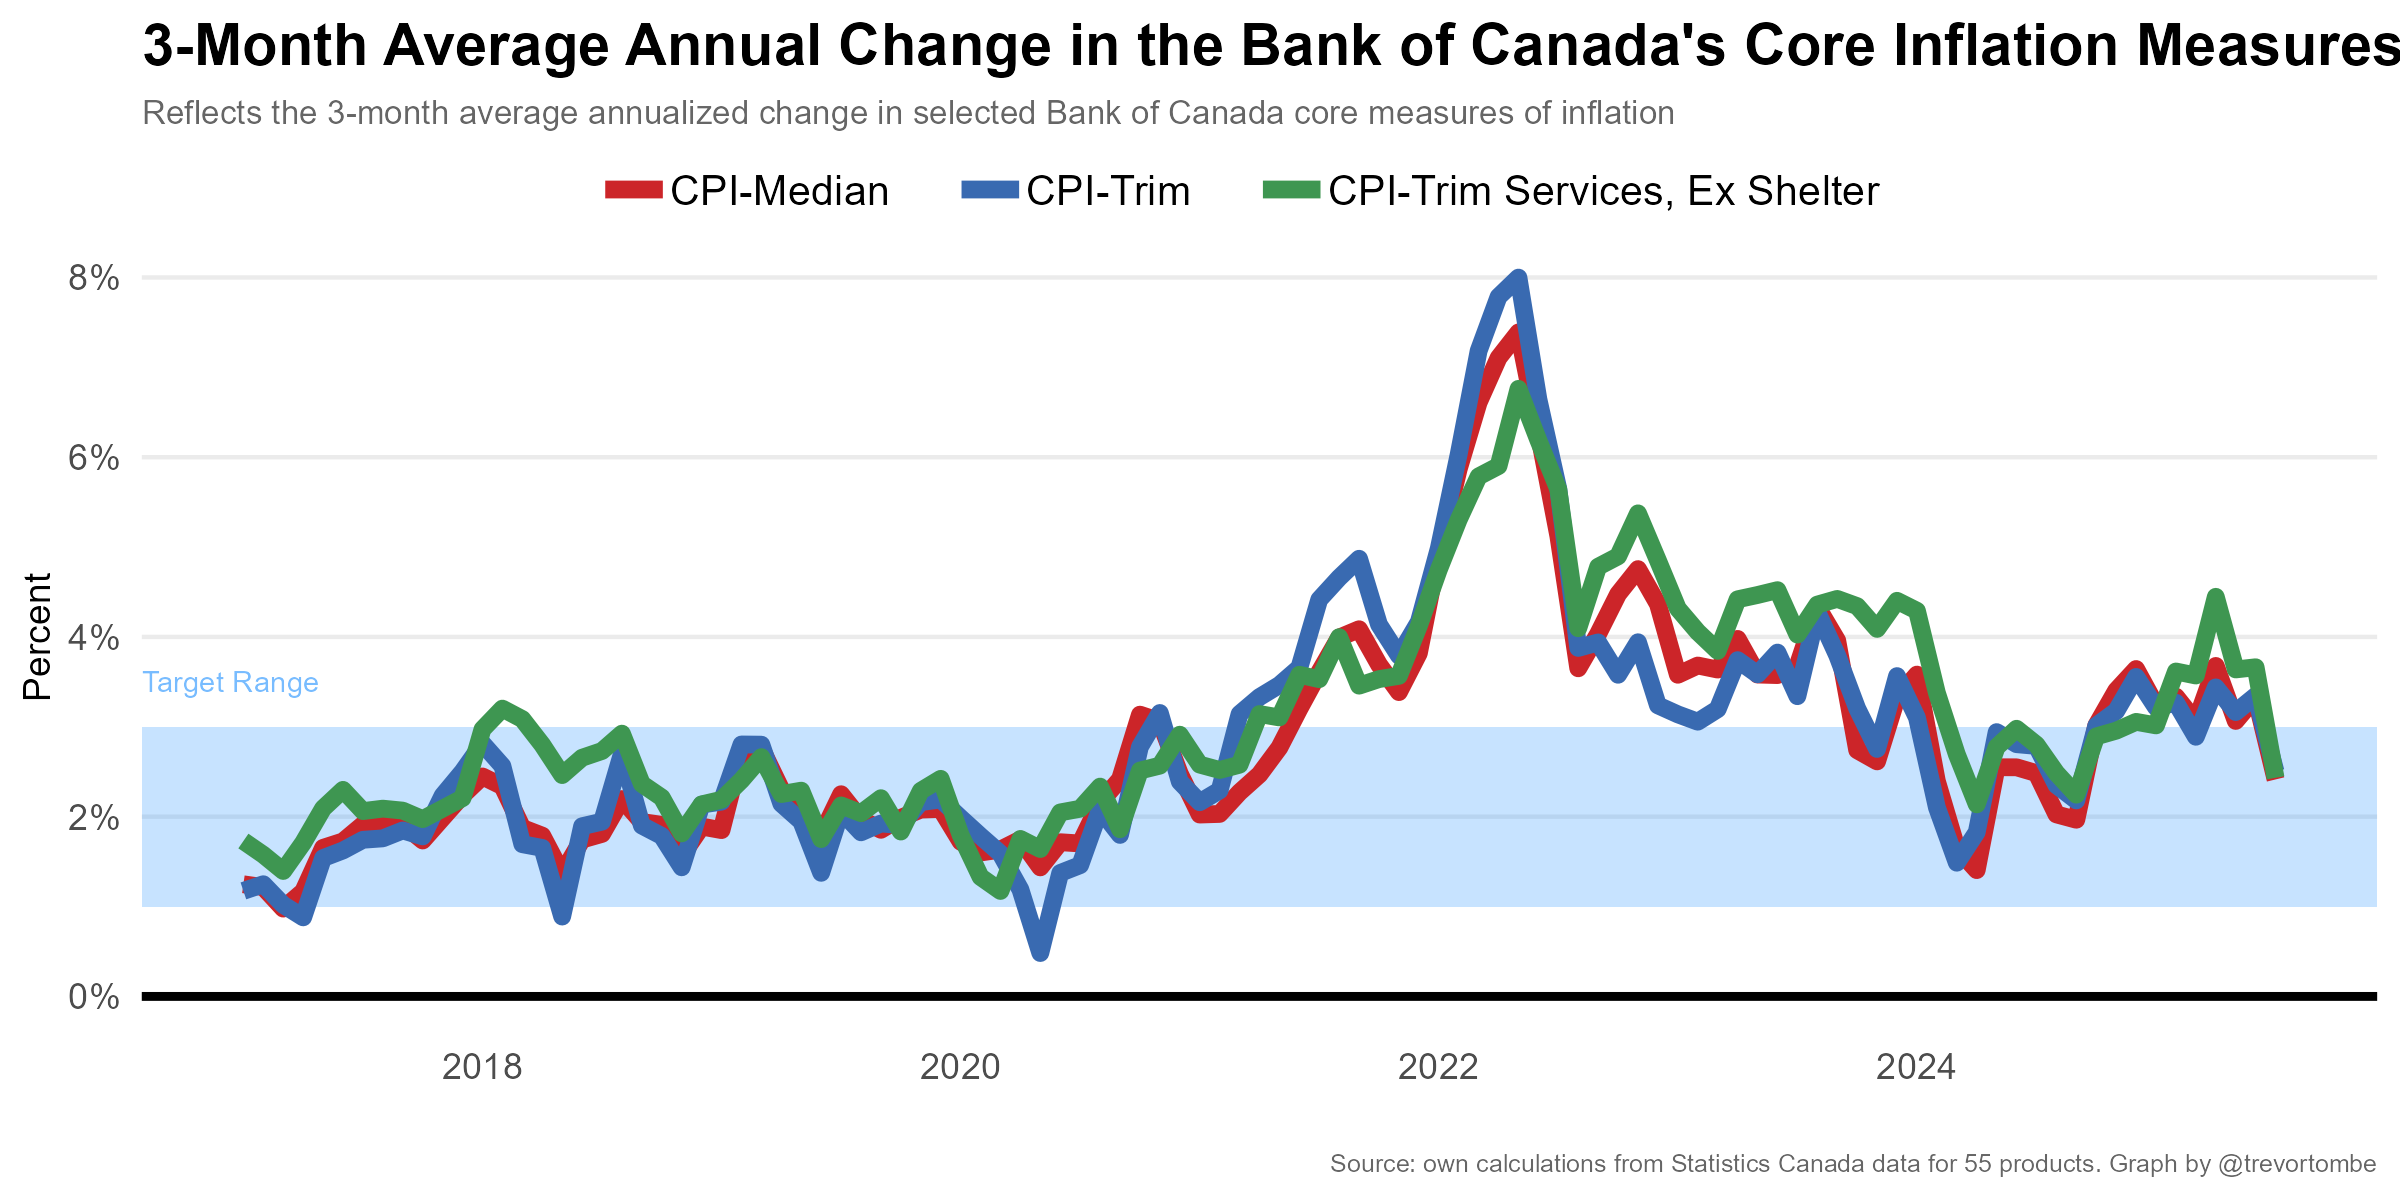 3-Month Average Annual Change in the Bank of Canada's Core Inflation Measures
Reflects the 3-month average annualized change in selected Bank of Canada core measures of inflation
CPI-Median CPI-Trim CPI-Trim Services, Ex Shelter
8%
6%
4%
2%
0%
Percent
Target Range
2018 2020 2022 2024
Source: own calculations from Statistics Canada data for 55 products. Graph by @trevortombe